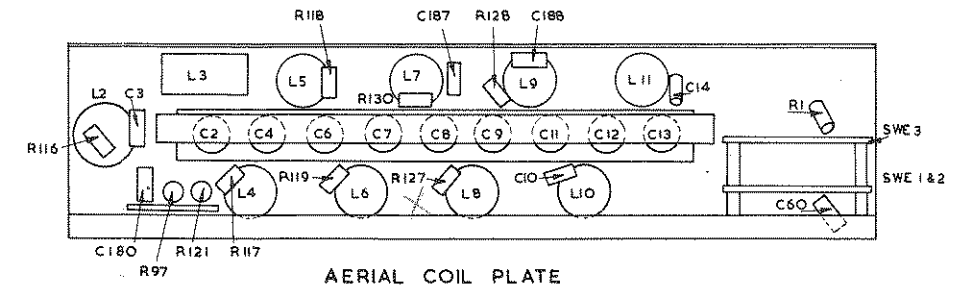 R118 C187 R128 C188
L3 L5 L7 L9 L11
L2 C3 R130 C14 R1
C2 C4 C6 C7 C8 C9 C11 C12 C13
SWE 3
R116
R119 R127 C10 SWE 1 & 2
L4 L6 L8 L10
C60
C180 R121 R117
R97
AERIAL COIL PLATE